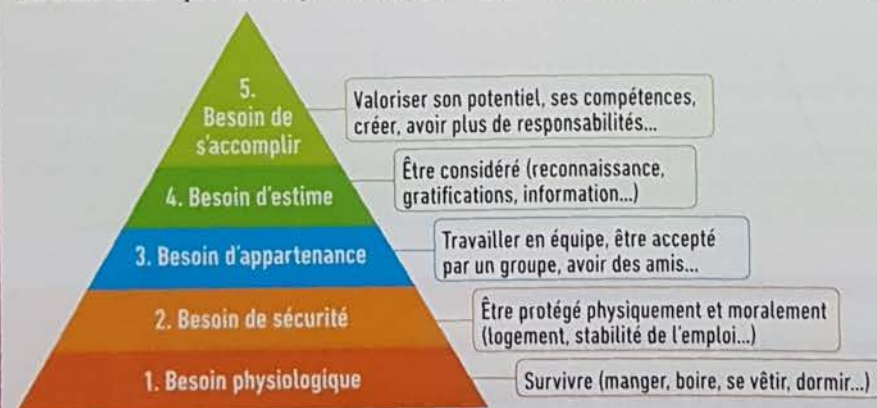 5.
Besoin de
s'accomplir
Valoriser son potentiel, ses compétences,
créer, avoir plus de responsabilités...
4. Besoin d'estime
Être considéré (reconnaissance,
gratifications, information...)
3. Besoin d'appartenance
Travailler en équipe, être accepté
par un groupe, avoir des amis...
2. Besoin de sécurité
Être protégé physiquement et moralement
(logement, stabilité de l'emploi...)
1. Besoin physiologique
Survivre (manger, boire, se vêtir, dormir...)